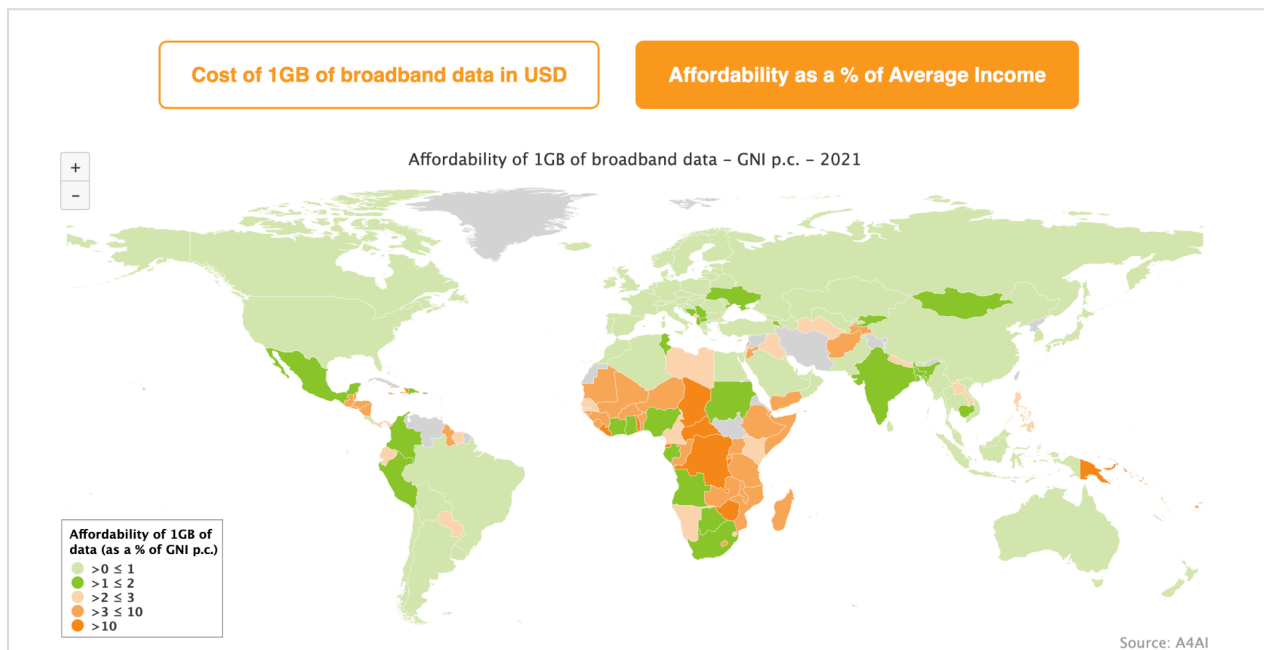 Cost of 1GB of broadband data in USD
Affordability as a % of Average Income
+
Affordability of 1GB of broadband data – GNI p.c. – 2021
–
Affordability of 1GB of
data (as a % of GNI p.c.)
>0 ≤ 1
>1 ≤ 2
>2 ≤ 3
>3 ≤ 10
>10
Source: A4AI